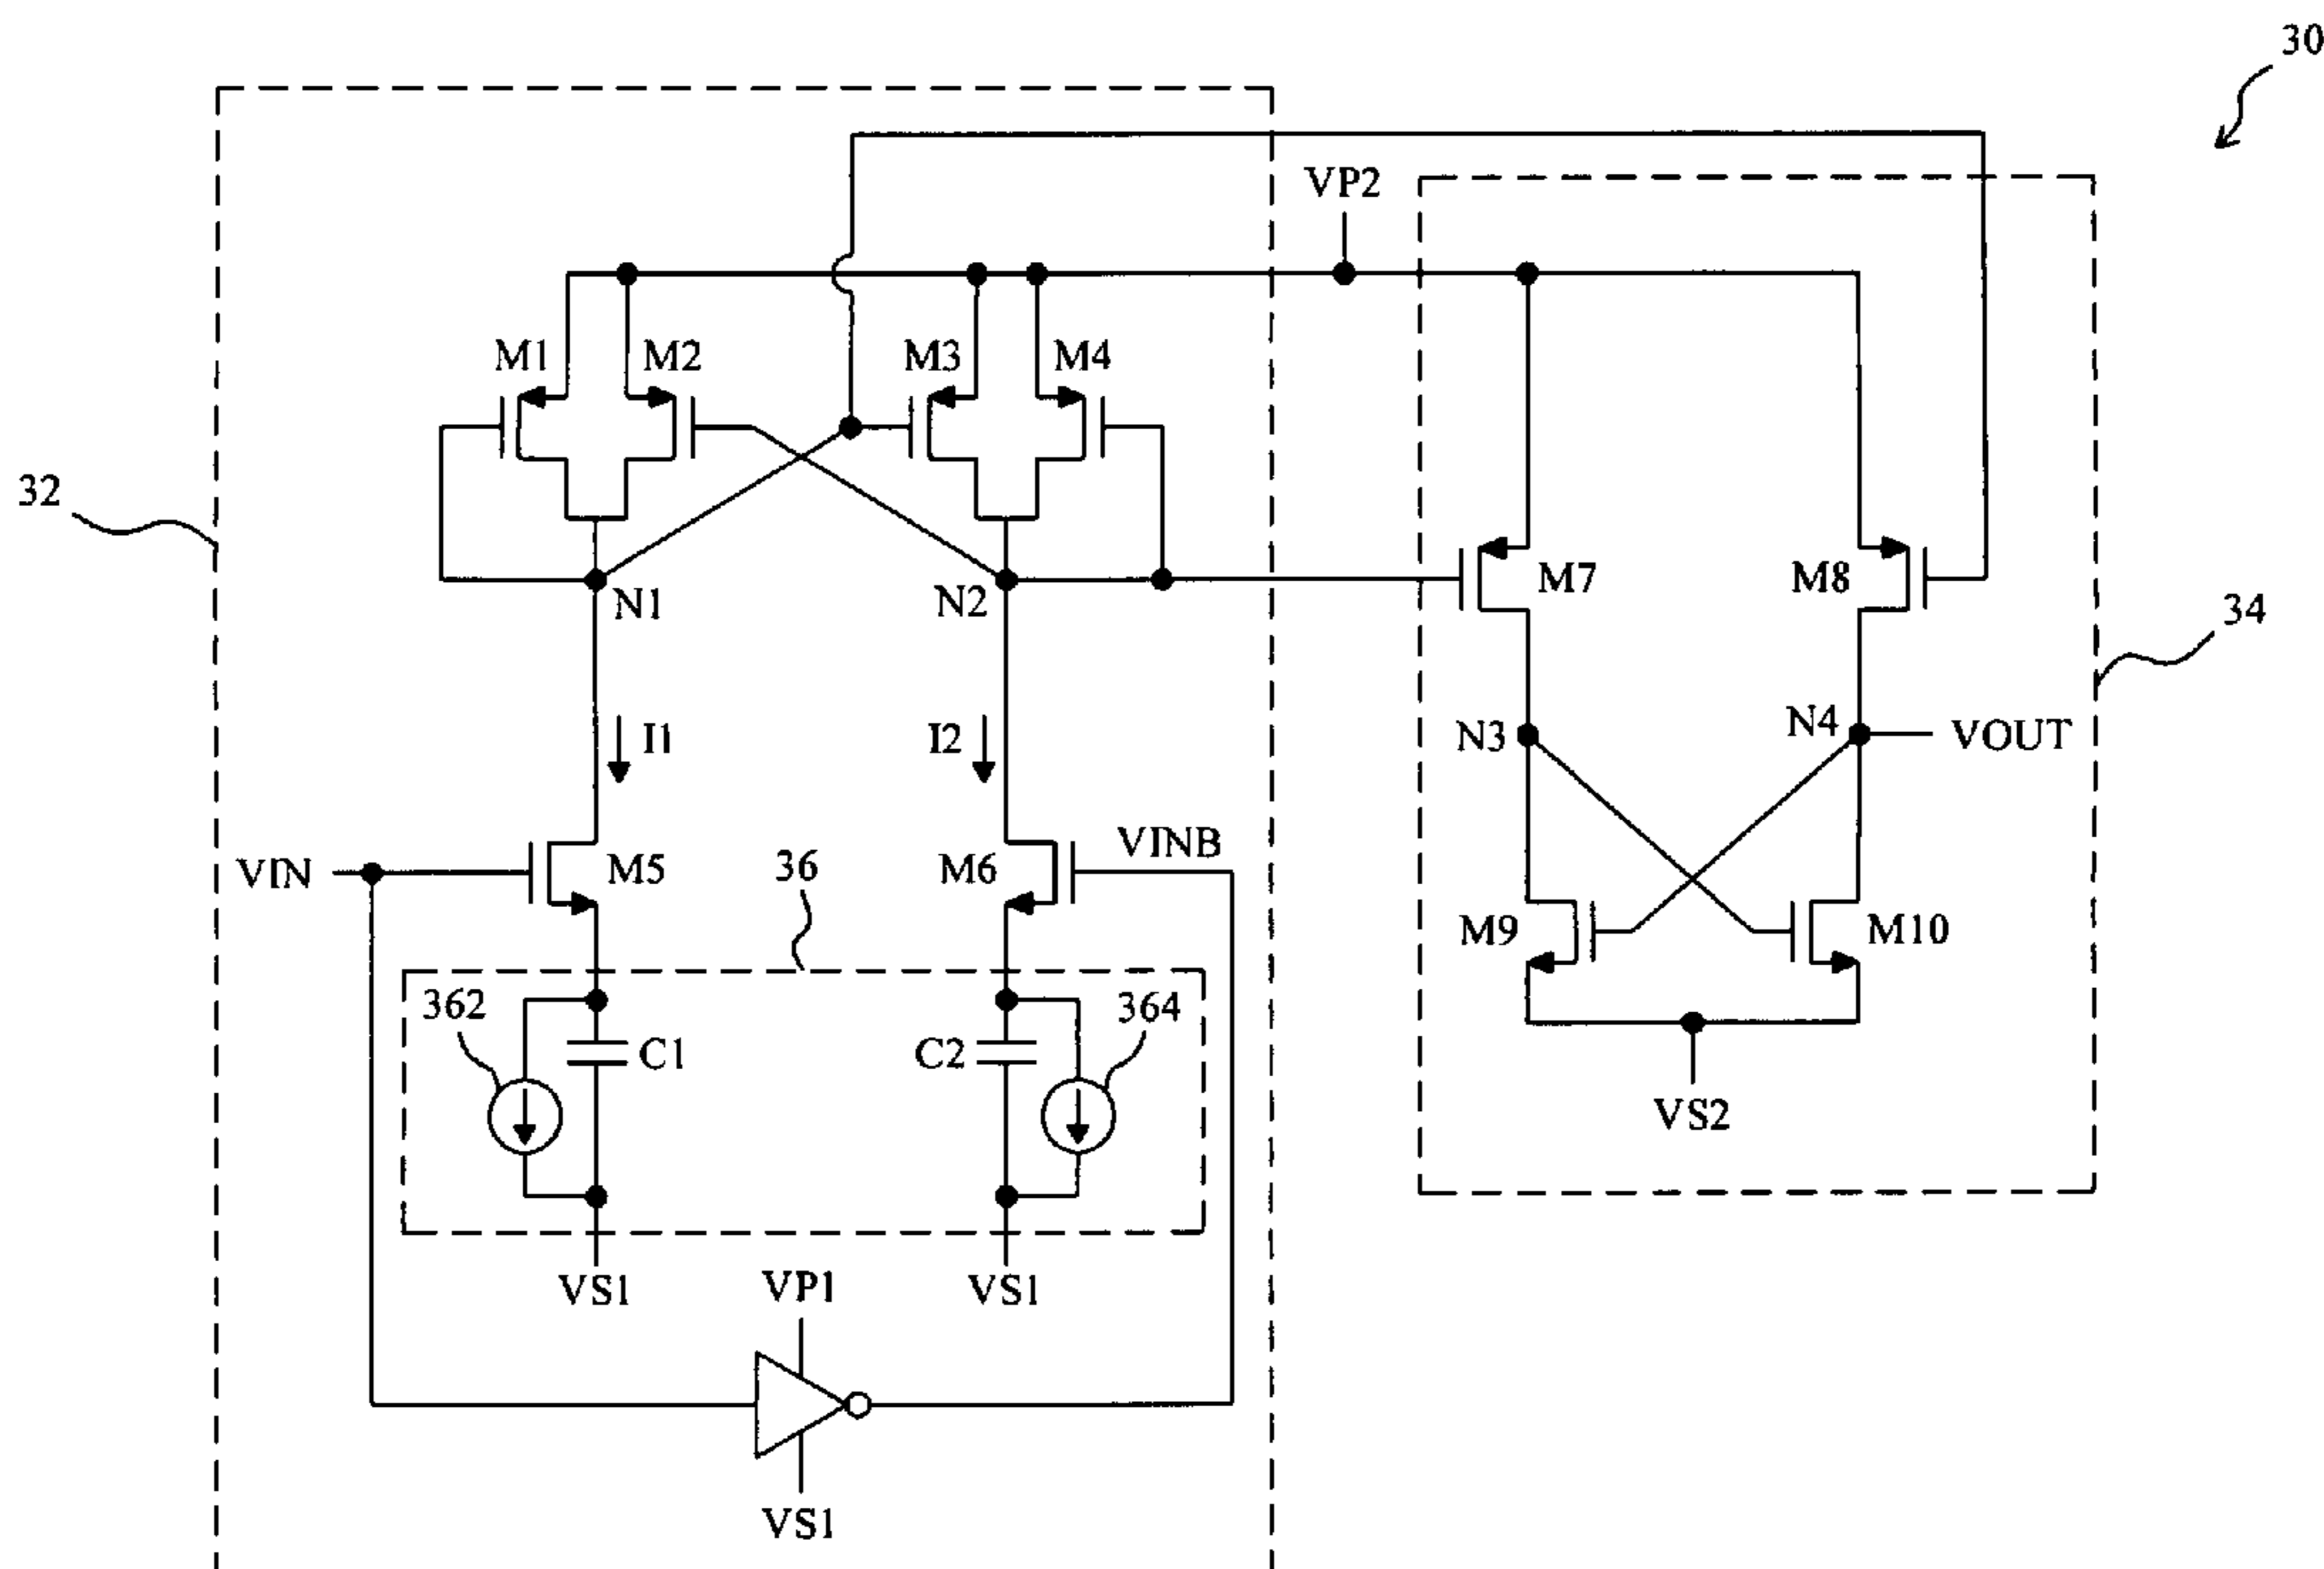 30
VP2
M1 M2 M3 M4
32
M7 M8
N1 N2
34
I1 I2
N3 N4 VOUT
VIN M5 36 M6 VINB
M9 M10
362 C1 C2 364
VS2
VS1 VP1 VS1
VS1